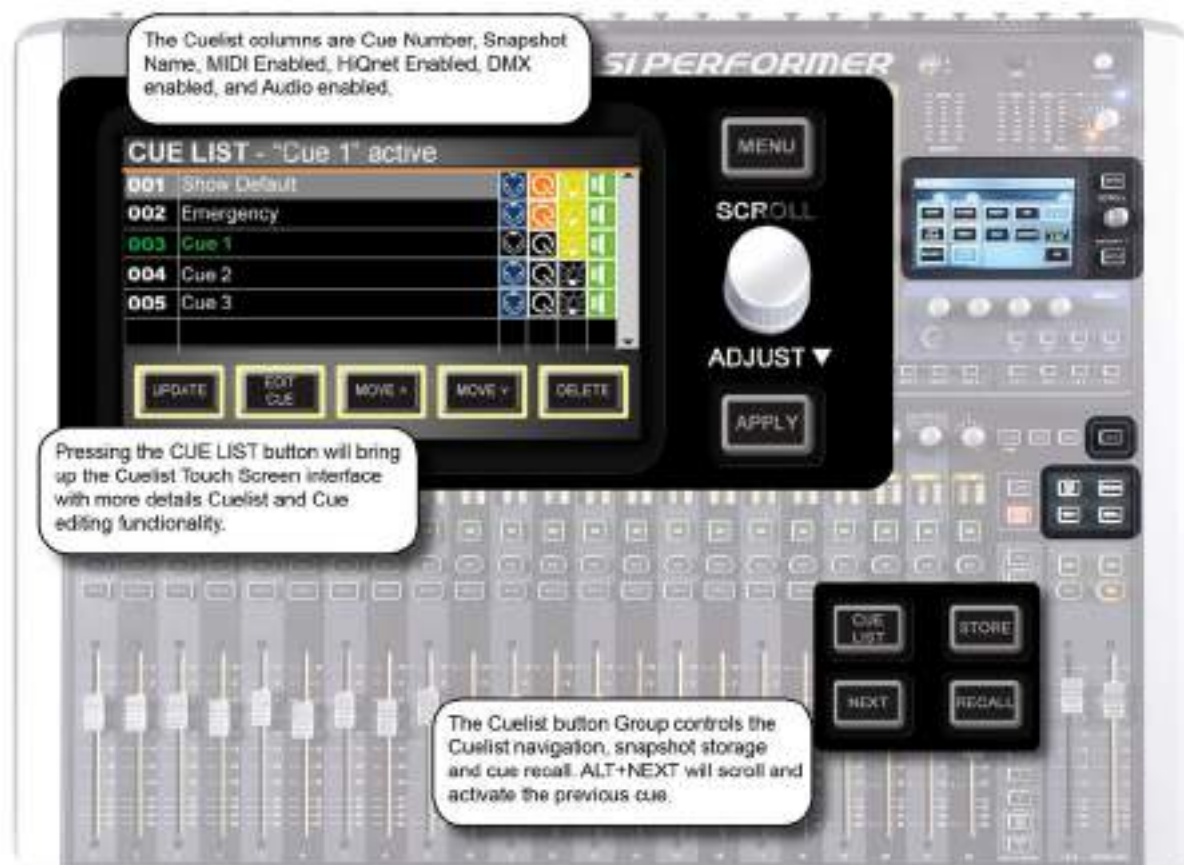 The Cuelist columns are Cue Number, Snapshot
Name, MIDI Enabled, HiQnet Enabled, DMX
enabled, and Audio enabled.
SI PERFORMER
CUE LIST - "Cue 1" active
001 Show Default
002 Emergency
003 Cue 1
004 Cue 2
005 Cue 3
UPDATE
EDIT
CUE
MOVE ^
MOVE v
DELETE
MENU
SCROLL
ADJUST ▼
APPLY
Pressing the CUE LIST button will bring
up the Cuelist Touch Screen interface
with more details Cuelist and Cue
editing functionality.
CUE
LIST
STORE
NEXT
RECALL
The Cuelist button Group controls the
Cuelist navigation, snapshot storage
and cue recall. ALT+NEXT will scroll and
activate the previous cue.